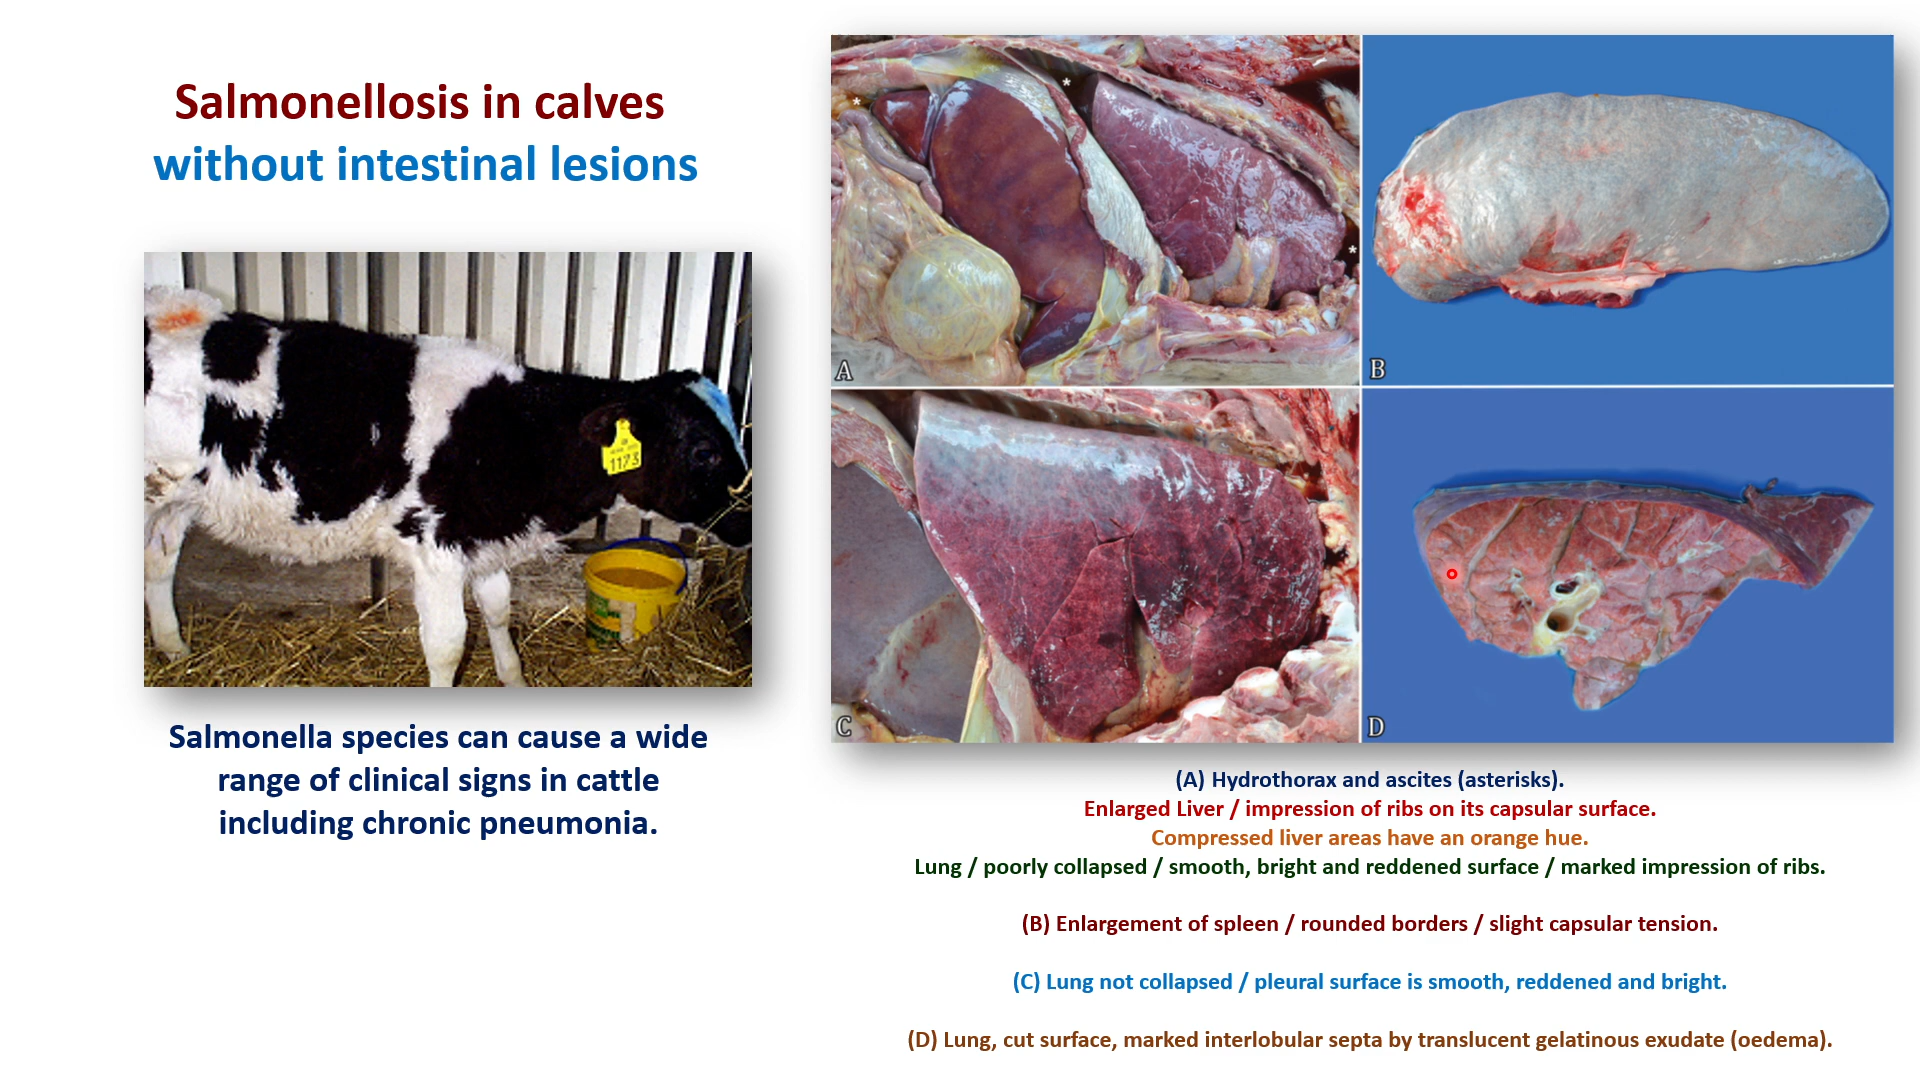 Salmonellosis in calves
without intestinal lesions
1173
Salmonella species can cause a wide
range of clinical signs in cattle
including chronic pneumonia.
* * *
A
B
C
D
(A) Hydrothorax and ascites (asterisks).
Enlarged Liver / impression of ribs on its capsular surface.
Compressed liver areas have an orange hue.
Lung / poorly collapsed / smooth, bright and reddened surface / marked impression of ribs.
(B) Enlargement of spleen / rounded borders / slight capsular tension.
(C) Lung not collapsed / pleural surface is smooth, reddened and bright.
(D) Lung, cut surface, marked interlobular septa by translucent gelatinous exudate (oedema).